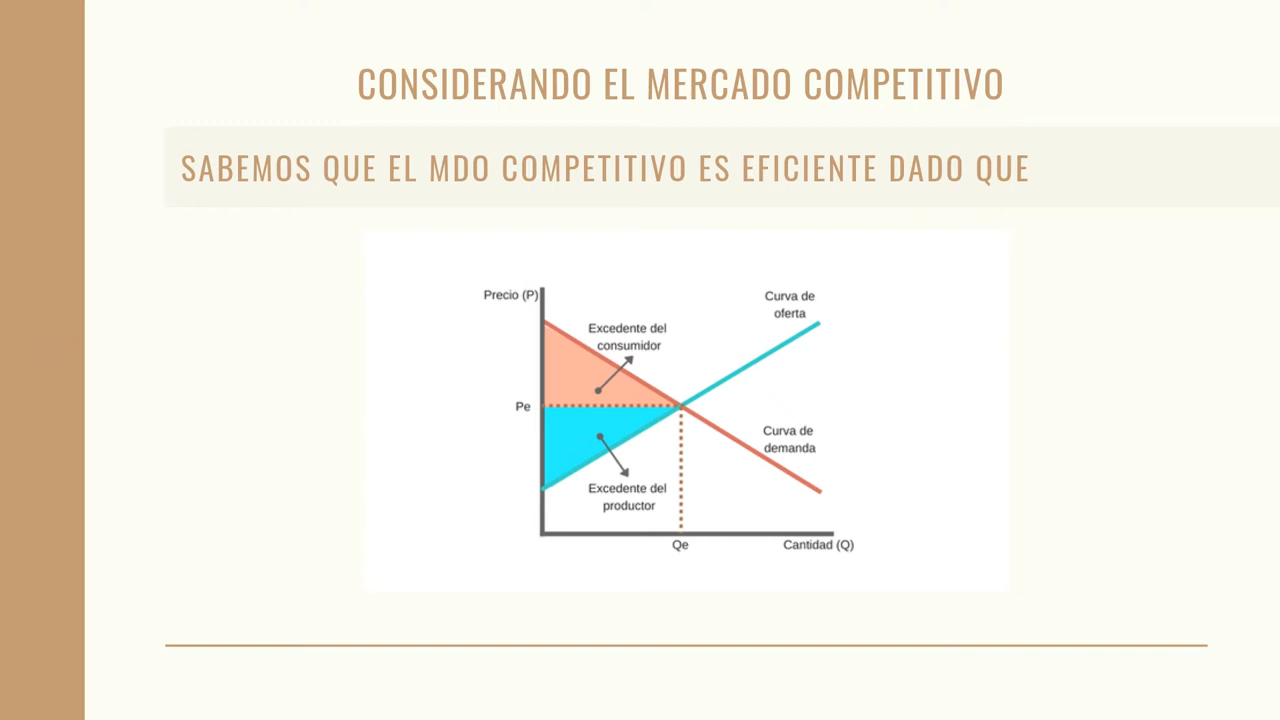 CONSIDERANDO EL MERCADO COMPETITIVO
SABEMOS QUE EL MDO COMPETITIVO ES EFICIENTE DADO QUE
Precio (P)
Curva de
oferta
Excedente del
consumidor
Pe
Curva de
demanda
Excedente del
productor
Qe
Cantidad (Q)